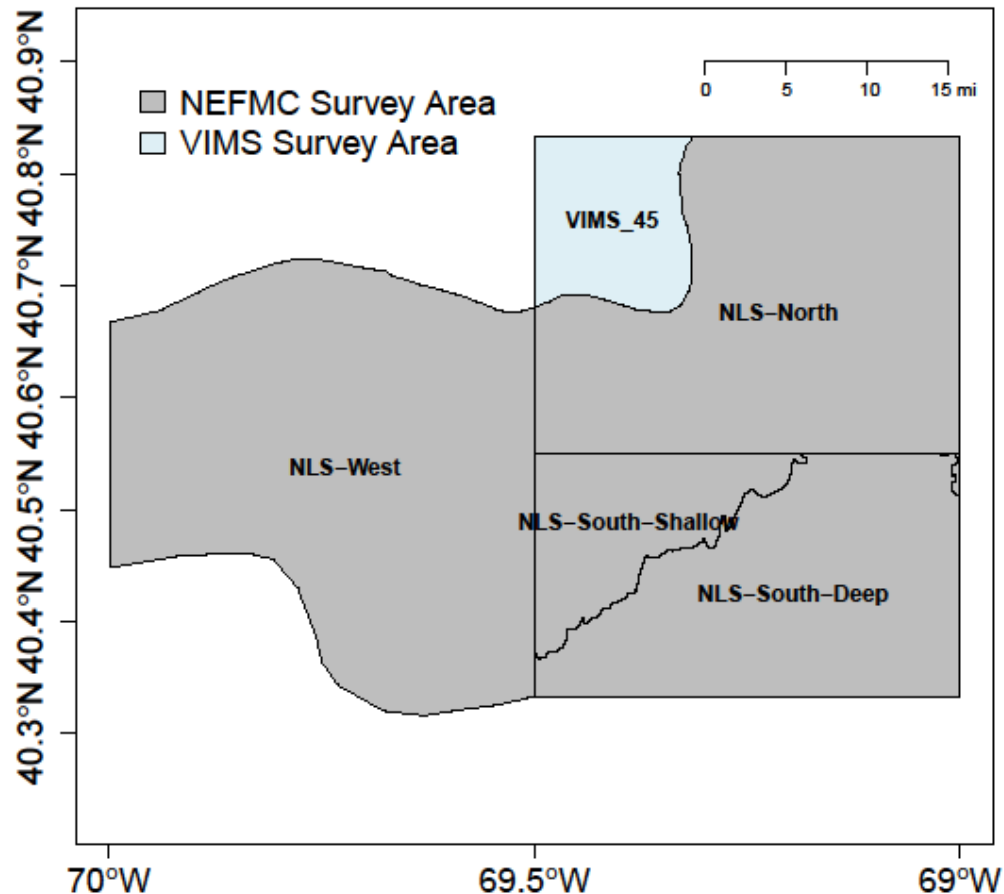 40.9°N
40.8°N
40.7°N
40.6°N
40.5°N
40.4°N
40.3°N
0 5 10 15 mi
NEFMC Survey Area
VIMS Survey Area
VIMS_45
NLS−North
NLS−West
NLS−South−Shallow
NLS−South−Deep
70°W 69.5°W 69°W